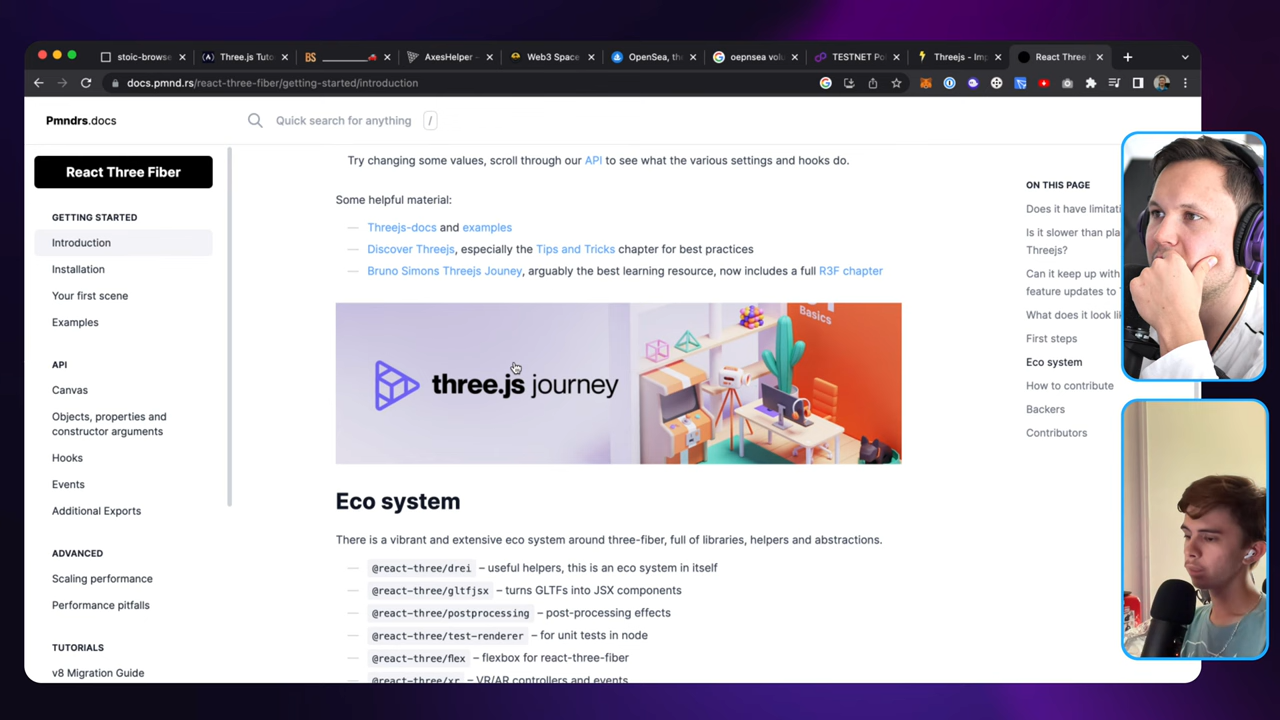 stoic-browse
Three.js Tuto
BS
AxesHelper -
Web3 Space
OpenSea, th
oepnsea volu
TESTNET Po
Threejs - Imp
React Three
docs.pmnd.rs/react-three-fiber/getting-started/introduction
Pmndrs.docs
Quick search for anything
/
React Three Fiber
GETTING STARTED
Introduction
Installation
Your first scene
Examples
API
Canvas
Objects, properties and
constructor arguments
Hooks
Events
Additional Exports
ADVANCED
Scaling performance
Performance pitfalls
TUTORIALS
v8 Migration Guide
Try changing some values, scroll through our API to see what the various settings and hooks do.
Some helpful material:
— Threejs-docs and examples
— Discover Threejs, especially the Tips and Tricks chapter for best practices
— Bruno Simons Threejs Jouney, arguably the best learning resource, now includes a full R3F chapter
three.js journey
Basics
Eco system
There is a vibrant and extensive eco system around three-fiber, full of libraries, helpers and abstractions.
— @react-three/drei – useful helpers, this is an eco system in itself
— @react-three/gltfjsx – turns GLTFs into JSX components
— @react-three/postprocessing – post-processing effects
— @react-three/test-renderer – for unit tests in node
— @react-three/flex – flexbox for react-three-fiber
— @react-three/xr – VR/AR controllers and events
ON THIS PAGE
Does it have limitati
Is it slower than pla
Threejs?
Can it keep up with
feature updates to
What does it look li
First steps
Eco system
How to contribute
Backers
Contributors